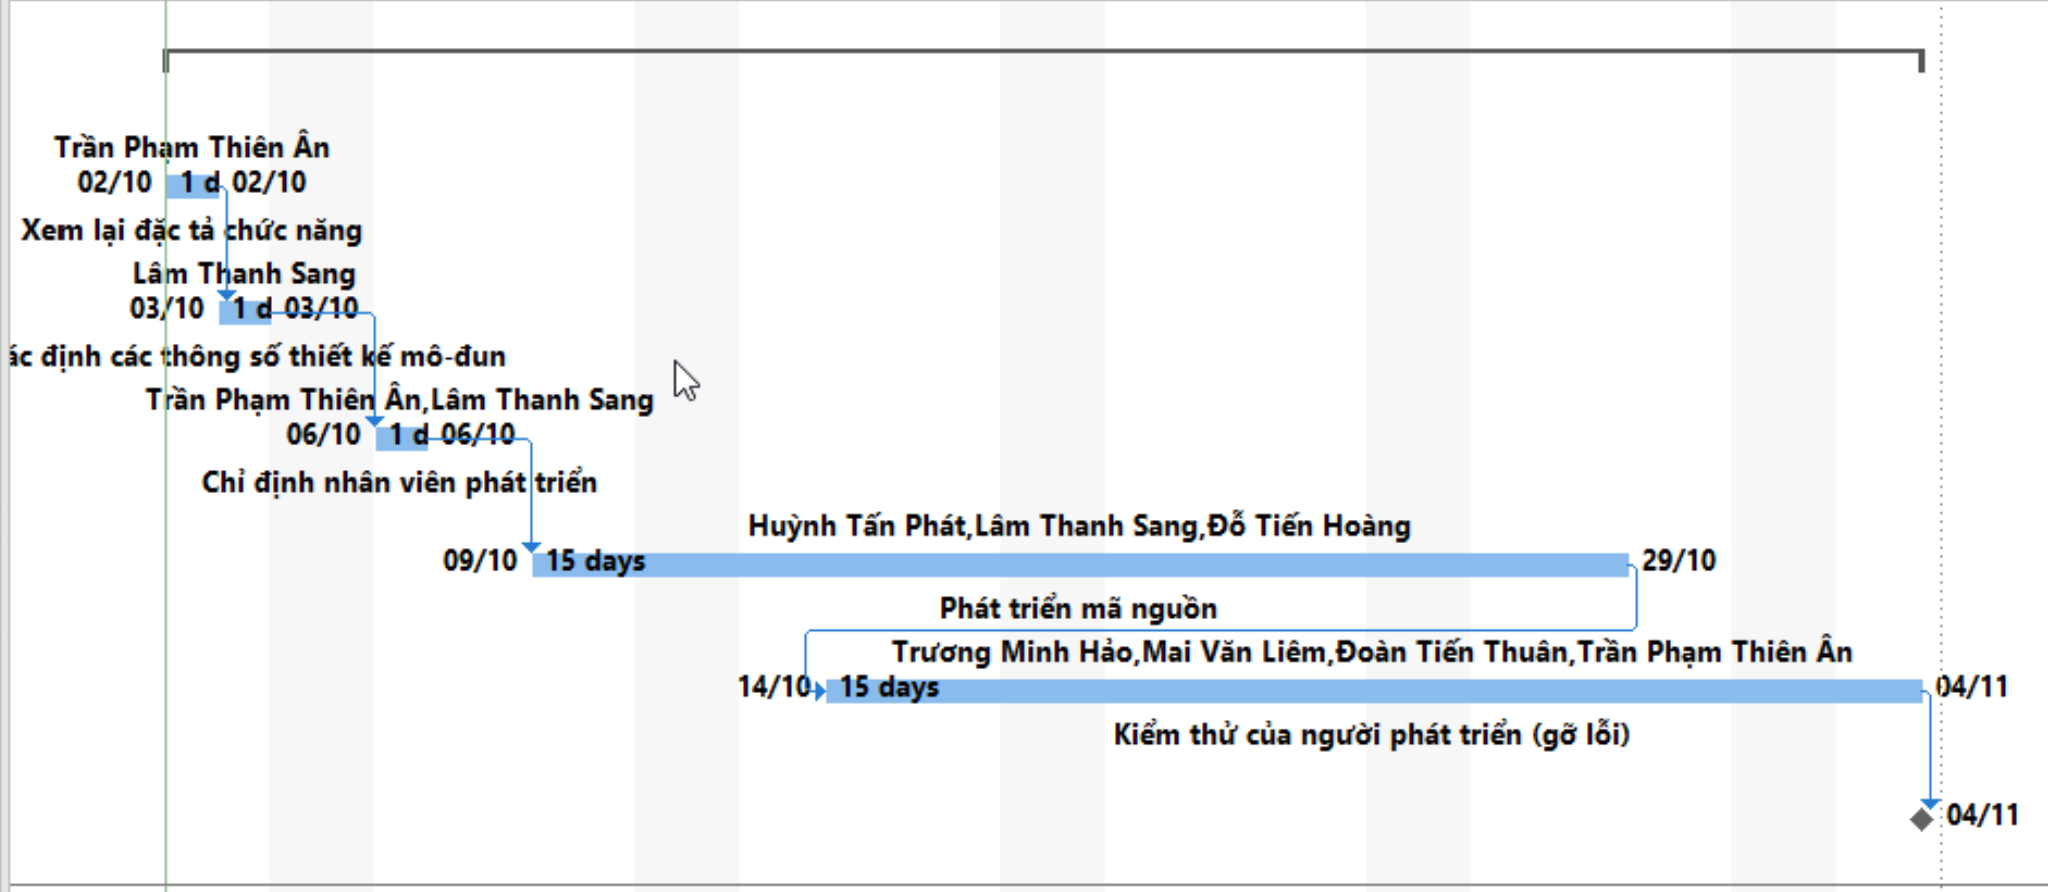 Trần Phạm Thiên Ân
02/10 1 d 02/10
Xem lại đặc tả chức năng
Lâm Thanh Sang
03/10 1 d 03/10
ác định các thông số thiết kế mô-đun
Trần Phạm Thiên Ân,Lâm Thanh Sang
06/10 1 d 06/10
Chỉ định nhân viên phát triển
Huỳnh Tấn Phát,Lâm Thanh Sang,Đỗ Tiến Hoàng
09/10 15 days 29/10
Phát triển mã nguồn
Trương Minh Hảo,Mai Văn Liêm,Đoàn Tiến Thuân,Trần Phạm Thiên Ân
14/10 15 days 04/11
Kiểm thử của người phát triển (gỡ lỗi)
04/11